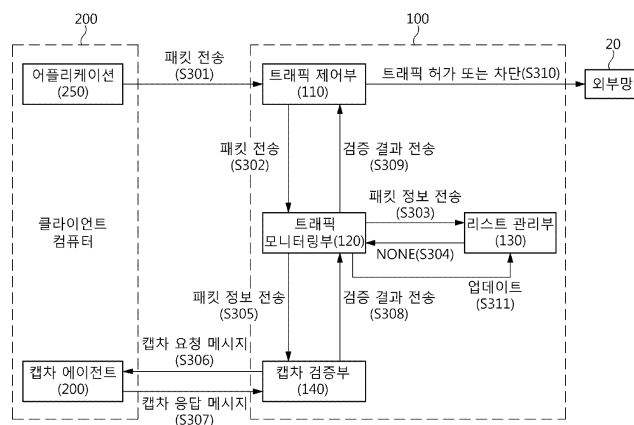 200
100
20
어플리케이션
(250)
패킷 전송
(S301)
트래픽 제어부
(110)
트래픽 허가 또는 차단(S310)
외부망
패킷 전송
(S302)
검증 결과 전송
(S309)
패킷 정보 전송
(S303)
클라이언트
컴퓨터
트래픽
모니터링부(120)
리스트 관리부
(130)
NONE(S304)
업데이트
(S311)
패킷 정보 전송
(S305)
검증 결과 전송
(S308)
캡차 요청 메시지
(S306)
캡차 에이전트
(200)
캡차 검증부
(140)
캡차 응답 메시지
(S307)